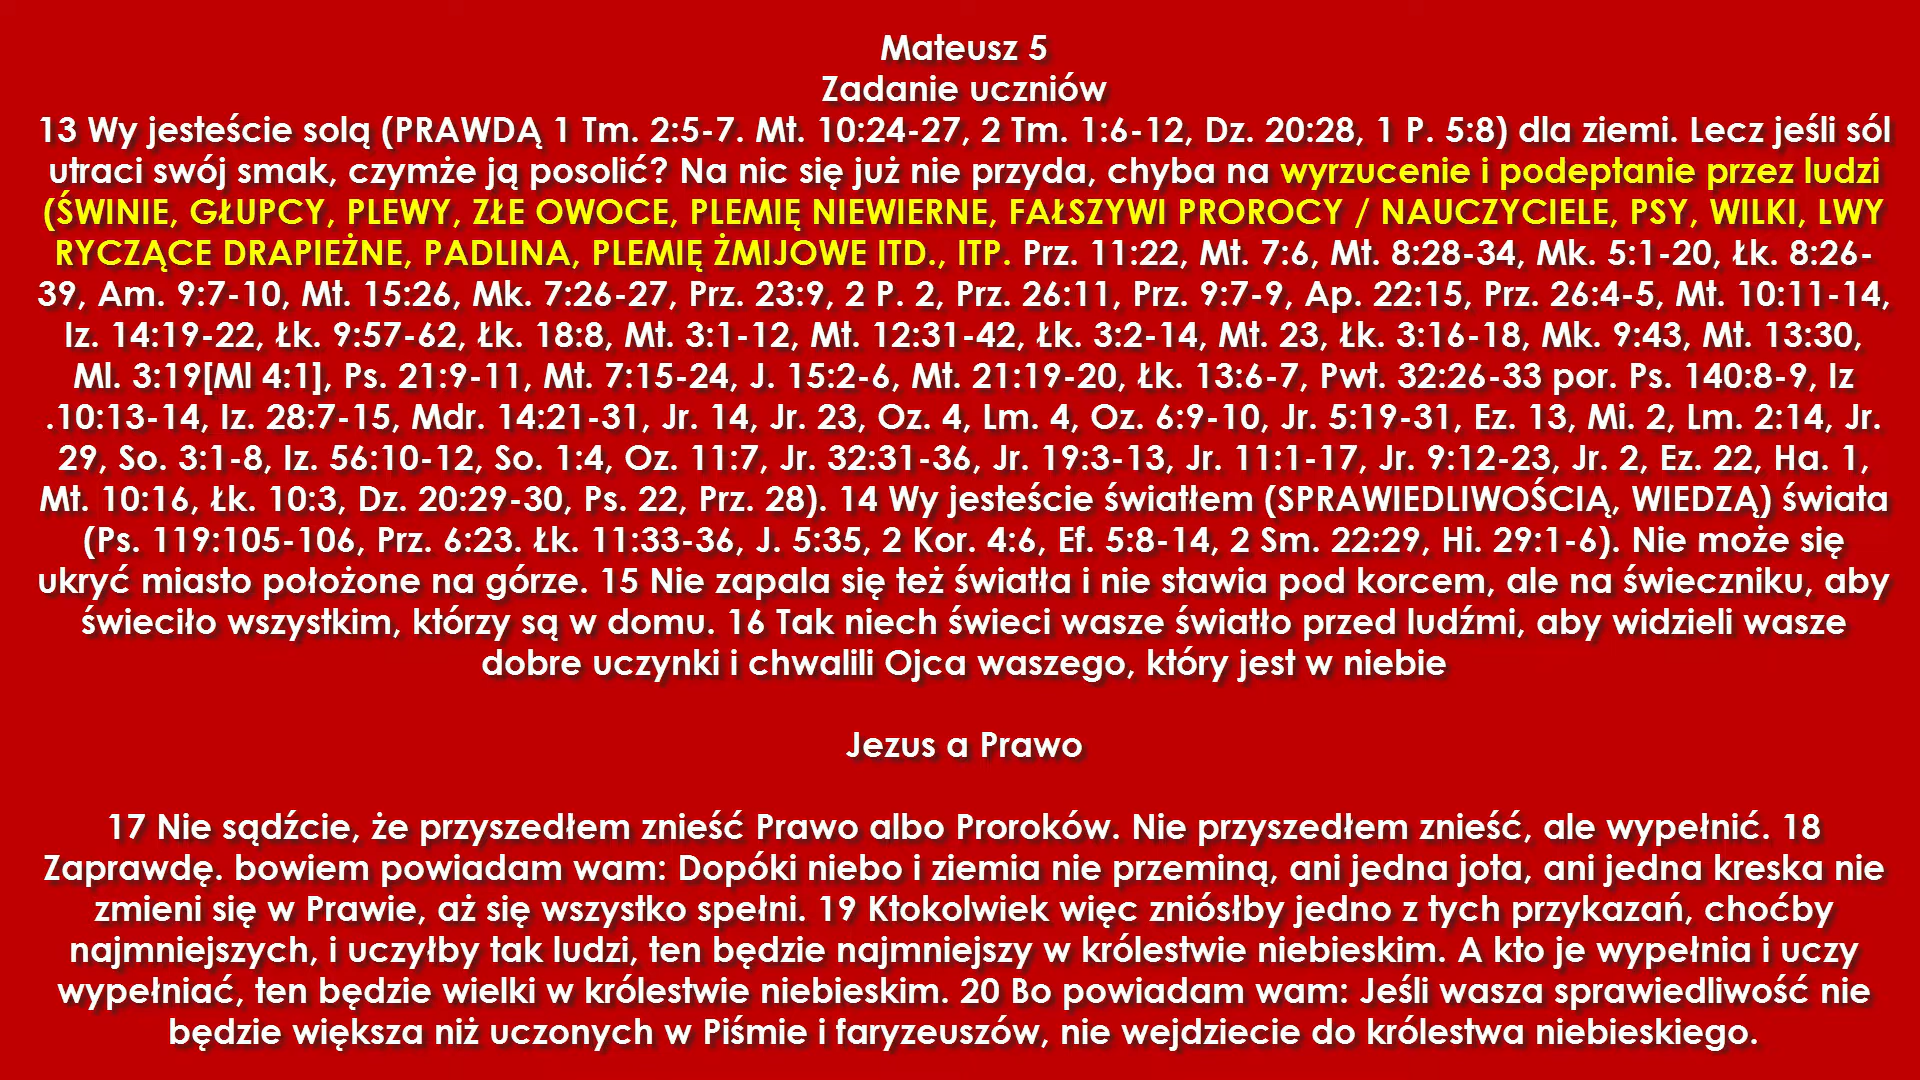 Mateusz 5
Zadanie uczniów
13 Wy jesteście solą (PRAWDĄ 1 Tm. 2:5-7. Mt. 10:24-27, 2 Tm. 1:6-12, Dz. 20:28, 1 P. 5:8) dla ziemi. Lecz jeśli sól
utraci swój smak, czymże ją posolić? Na nic się już nie przyda, chyba na wyrzucenie i podeptanie przez ludzi
(ŚWINIE, GŁUPCY, PLEWY, ZŁE OWOCE, PLEMIĘ NIEWIERNE, FAŁSZYWI PROROCY / NAUCZYCIELE, PSY, WILKI, LWY
RYCZĄCE DRAPIEŻNE, PADLINA, PLEMIĘ ŻMIJOWE ITD., ITP. Prz. 11:22, Mt. 7:6, Mt. 8:28-34, Mk. 5:1-20, Łk. 8:26-
39, Am. 9:7-10, Mt. 15:26, Mk. 7:26-27, Prz. 23:9, 2 P. 2, Prz. 26:11, Prz. 9:7-9, Ap. 22:15, Prz. 26:4-5, Mt. 10:11-14,
Iz. 14:19-22, Łk. 9:57-62, Łk. 18:8, Mt. 3:1-12, Mt. 12:31-42, Łk. 3:2-14, Mt. 23, Łk. 3:16-18, Mk. 9:43, Mt. 13:30,
Ml. 3:19[Ml 4:1], Ps. 21:9-11, Mt. 7:15-24, J. 15:2-6, Mt. 21:19-20, Łk. 13:6-7, Pwt. 32:26-33 por. Ps. 140:8-9, Iz
.10:13-14, Iz. 28:7-15, Mdr. 14:21-31, Jr. 14, Jr. 23, Oz. 4, Lm. 4, Oz. 6:9-10, Jr. 5:19-31, Ez. 13, Mi. 2, Lm. 2:14, Jr.
29, So. 3:1-8, Iz. 56:10-12, So. 1:4, Oz. 11:7, Jr. 32:31-36, Jr. 19:3-13, Jr. 11:1-17, Jr. 9:12-23, Jr. 2, Ez. 22, Ha. 1,
Mt. 10:16, Łk. 10:3, Dz. 20:29-30, Ps. 22, Prz. 28). 14 Wy jesteście światłem (SPRAWIEDLIWOŚCIĄ, WIEDZĄ) świata
(Ps. 119:105-106, Prz. 6:23. Łk. 11:33-36, J. 5:35, 2 Kor. 4:6, Ef. 5:8-14, 2 Sm. 22:29, Hi. 29:1-6). Nie może się
ukryć miasto położone na górze. 15 Nie zapala się też światła i nie stawia pod korcem, ale na świeczniku, aby
świeciło wszystkim, którzy są w domu. 16 Tak niech świeci wasze światło przed ludźmi, aby widzieli wasze
dobre uczynki i chwalili Ojca waszego, który jest w niebie
Jezus a Prawo
17 Nie sądźcie, że przyszedłem znieść Prawo albo Proroków. Nie przyszedłem znieść, ale wypełnić. 18
Zaprawdę. bowiem powiadam wam: Dopóki niebo i ziemia nie przeminą, ani jedna jota, ani jedna kreska nie
zmieni się w Prawie, aż się wszystko spełni. 19 Ktokolwiek więc zniósłby jedno z tych przykazań, choćby
najmniejszych, i uczyłby tak ludzi, ten będzie najmniejszy w królestwie niebieskim. A kto je wypełnia i uczy
wypełniać, ten będzie wielki w królestwie niebieskim. 20 Bo powiadam wam: Jeśli wasza sprawiedliwość nie
będzie większa niż uczonych w Piśmie i faryzeuszów, nie wejdziecie do królestwa niebieskiego.